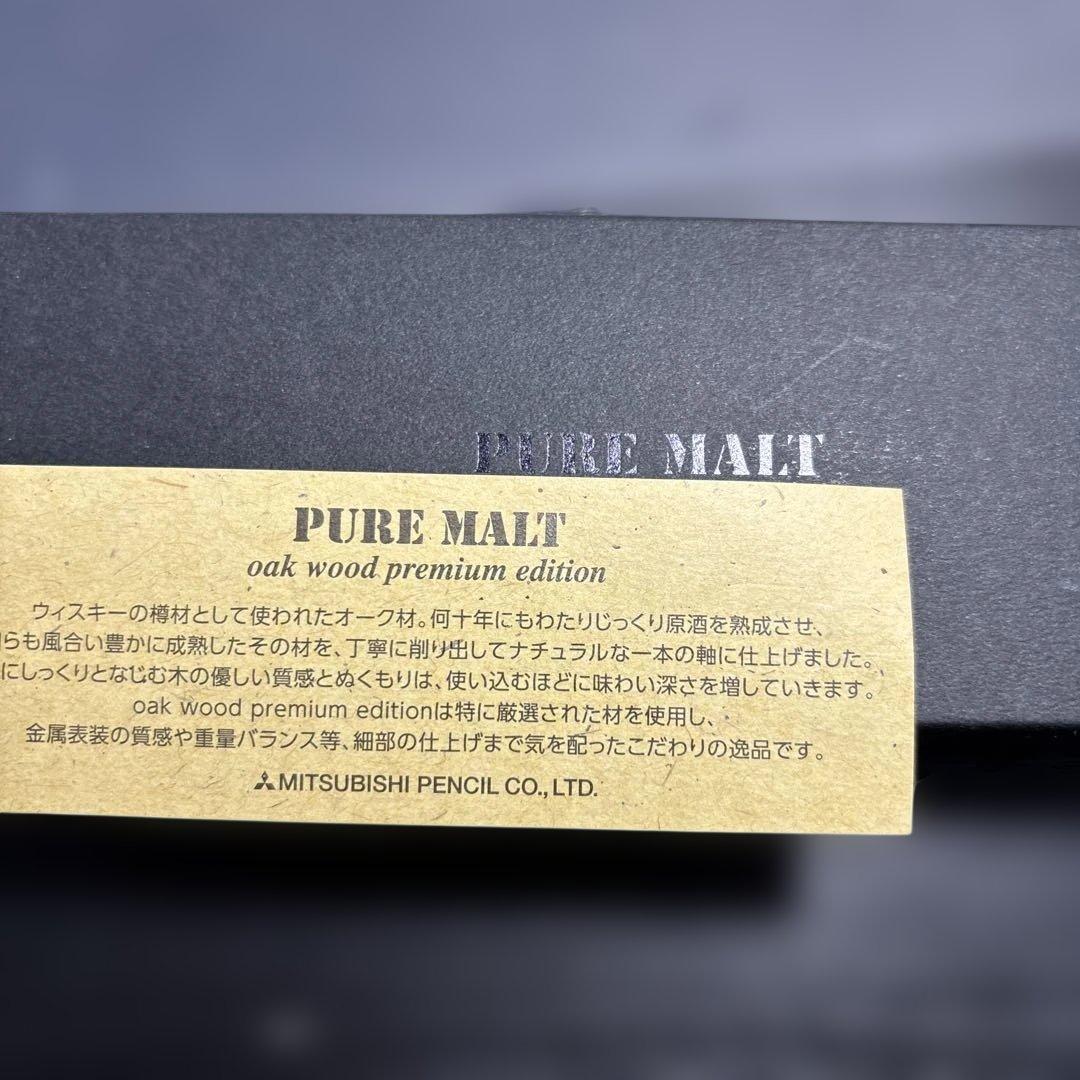 PURE MALT
PURE MALT
oak wood premium edition
ウィスキーの樽材として使われたオーク材。何十年にもわたりじっくり原酒を熟成させ、
らも風合い豊かに成熟したその材を、丁寧に削り出してナチュラルな一本の軸に仕上げました。
にしっくりとなじむ木の優しい質感とぬくもりは、使い込むほどに味わい深さを増していきます。
oak wood premium editionは特に厳選された材を使用し、
金属表装の質感や重量バランス等、細部の仕上げまで気を配ったこだわりの逸品です。
MITSUBISHI PENCIL CO., LTD.